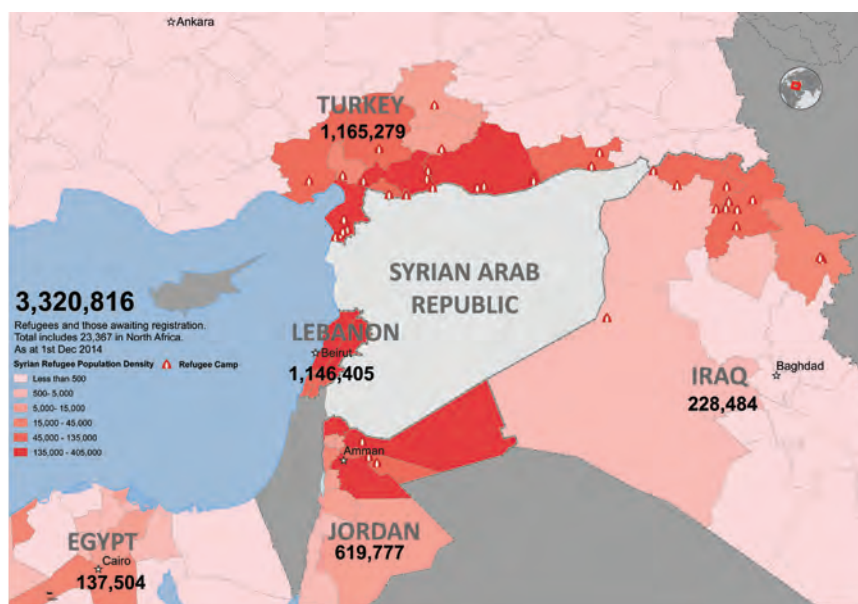 Ankara
TURKEY
1,165,279
SYRIAN ARAB
REPUBLIC
3,320,816
Refugees and those awaiting registration.
Total includes 23,367 in North Africa.
As at 1st Dec 2014
Syrian Refugee Population Density
Refugee Camp
Less than 500
500- 5,000
5,000- 15,000
15,000 - 45,000
45,000 - 135,000
135,000 - 405,000
LEBANON
Beirut
1,146,405
IRAQ
Baghdad
228,484
Amman
JORDAN
619,777
EGYPT
Cairo
137,504